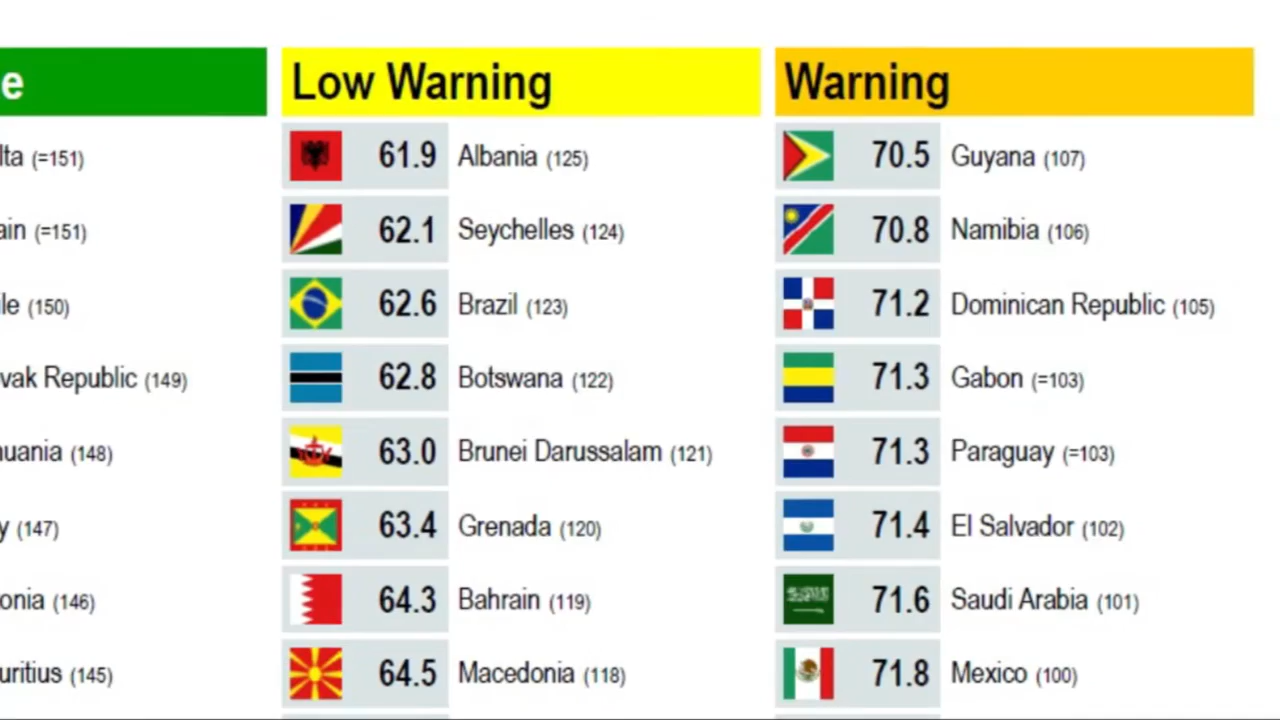 e Low Warning Warning
lta (=151) 61.9 Albania (125) 70.5 Guyana (107)
ain (=151) 62.1 Seychelles (124) 70.8 Namibia (106)
ile (150) 62.6 Brazil (123) 71.2 Dominican Republic (105)
vak Republic (149) 62.8 Botswana (122) 71.3 Gabon (=103)
uania (148) 63.0 Brunei Darussalam (121) 71.3 Paraguay (=103)
y (147) 63.4 Grenada (120) 71.4 El Salvador (102)
onia (146) 64.3 Bahrain (119) 71.6 Saudi Arabia (101)
uritius (145) 64.5 Macedonia (118) 71.8 Mexico (100)